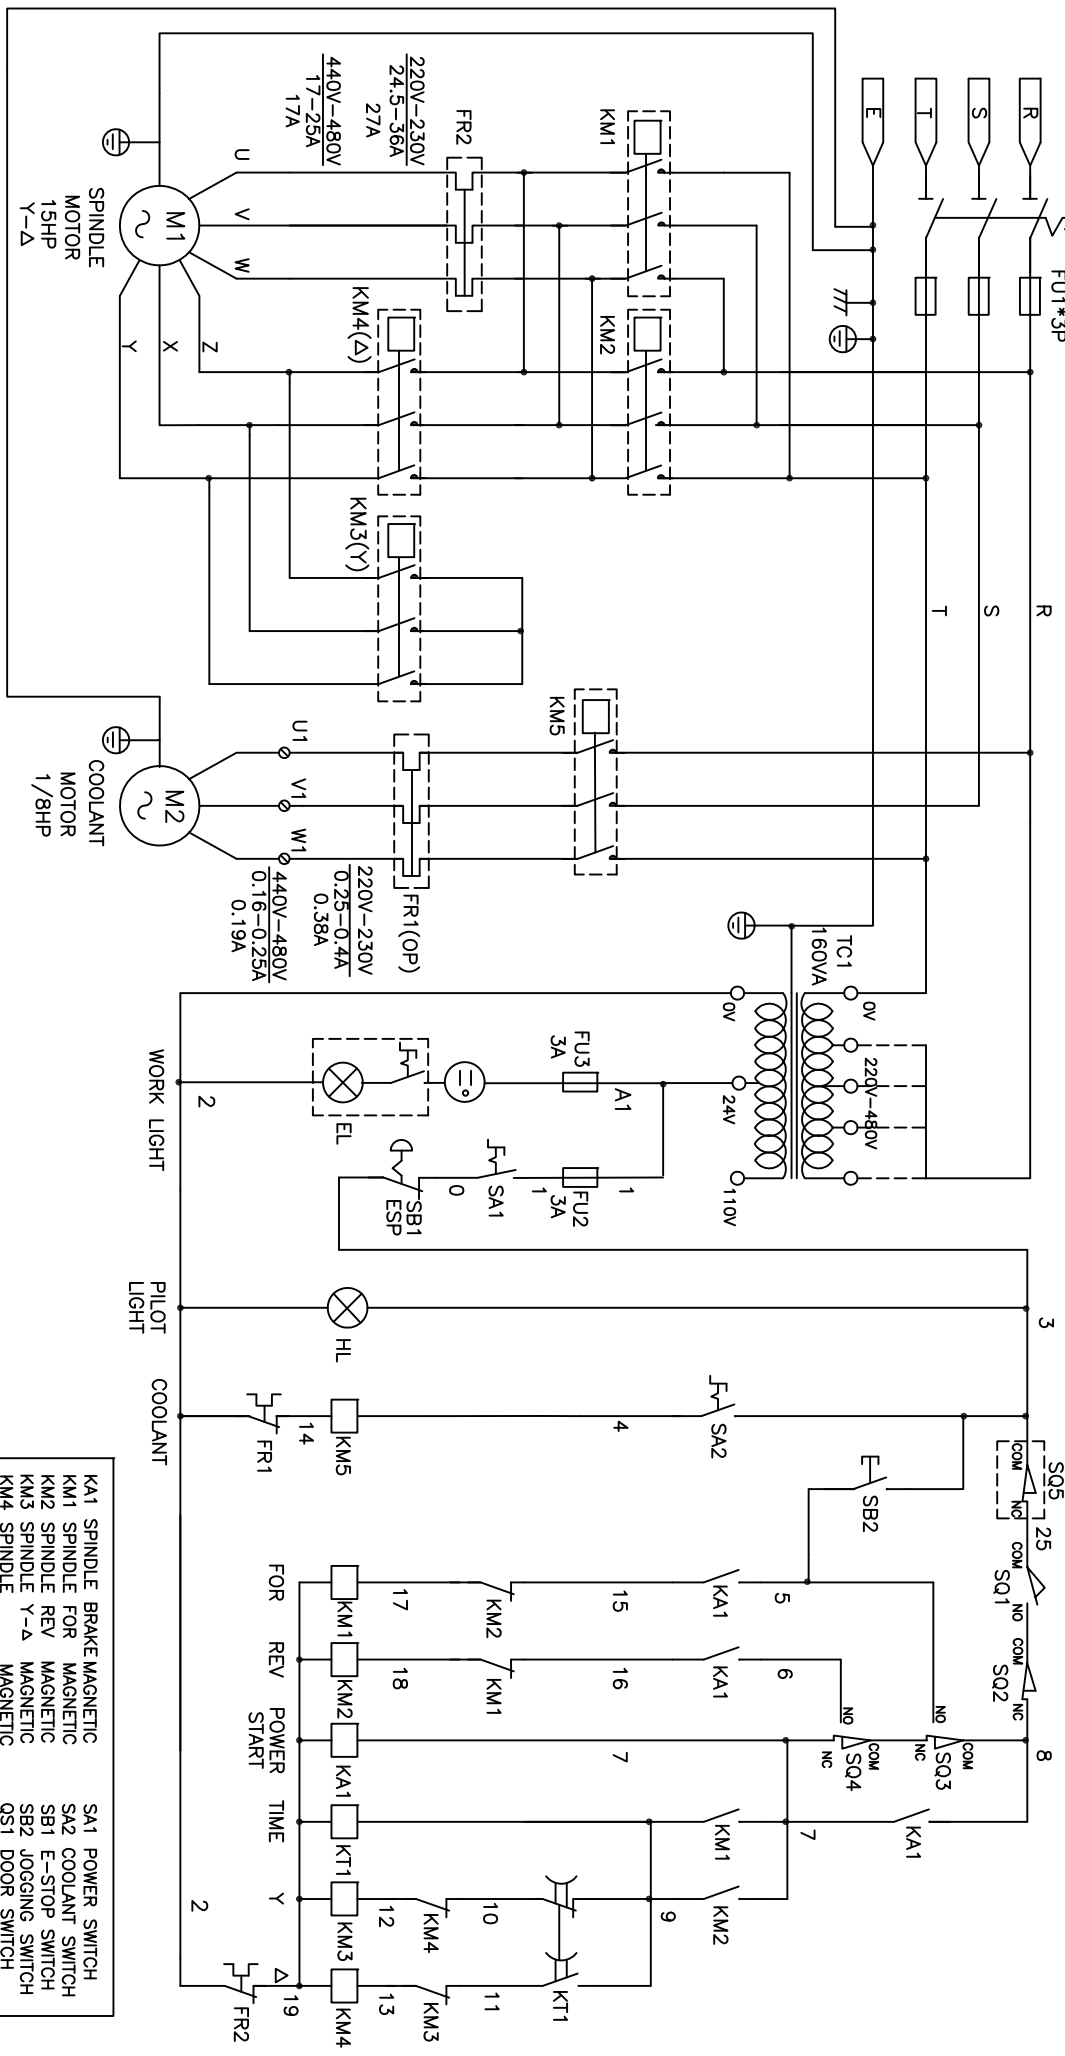 R
S
T
E
FU1*3P
R
S
T
KM1
KM2
FR2
220V-230V
24.5-36A
27A
440V-480V
17-25A
17A
U
V
W
M1
SPINDLE
MOTOR
15HP
Y-Δ
Z
X
Y
KM4(Δ)
KM3(Y)
KM5
FR1(OP)
220V-230V
0.25-0.4A
0.38A
440V-480V
0.16-0.25A
0.19A
U1
V1
W1
M2
COOLANT
MOTOR
1/8HP
TC1
160VA
0V
220V-480V
0V
24V
110V
FU3
3A
A1
EL
WORK LIGHT
2
1
FU2
3A
1
SA1
0
SB1
ESP
3
HL
PILOT
LIGHT
SA2
4
KM5
14
FR1
COOLANT
SB2
SQ5
COM
NC
25
COM
SQ1
NO
COM
SQ2
NC
8
5
KA1
15
KM2
17
KM1
FOR
6
KA1
16
KM1
18
KM2
REV
NO
COM
SQ3
NC
NO
COM
SQ4
NC
7
KA1
POWER
START
KA1
7
KM1
KT1
TIME
KM2
9
10
KM4
12
KM3
Y
KT1
11
KM3
13
KM4
Δ
19
FR2
2
KA1 SPINDLE BRAKE MAGNETIC SA1 POWER SWITCH
KM1 SPINDLE FOR MAGNETIC SA2 COOLANT SWITCH
KM2 SPINDLE REV MAGNETIC SB1 E-STOP SWITCH
KM3 SPINDLE Y-Δ MAGNETIC SB2 JOGGING SWITCH
KM4 SPINDLE MAGNETIC QS1 DOOR SWITCH